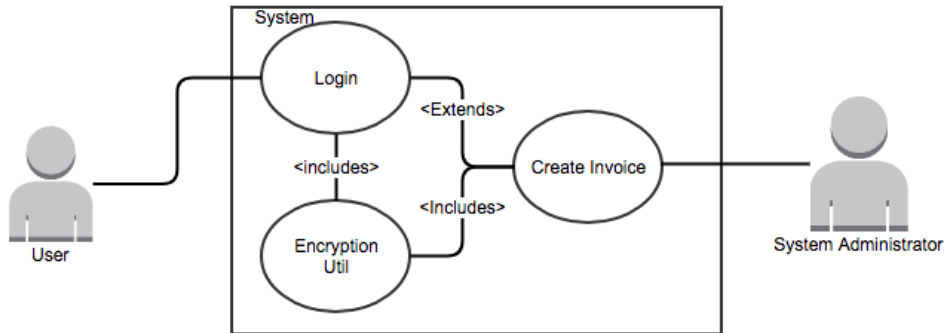 System
Login
<Extends>
<includes>
Create Invoice
<Includes>
Encryption
Util
User
System Administrator